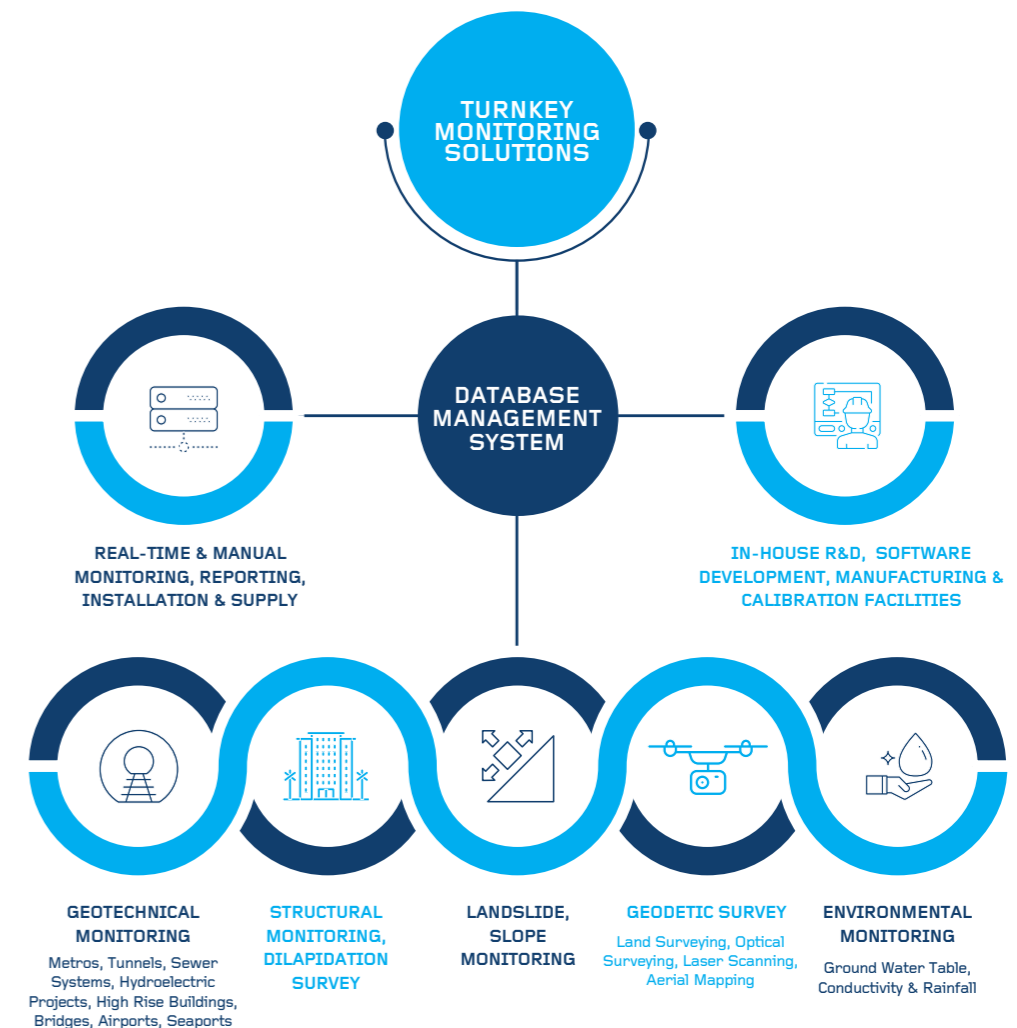 TURNKEY
MONITORING
SOLUTIONS
DATABASE
MANAGEMENT
SYSTEM
REAL-TIME & MANUAL
MONITORING, REPORTING,
INSTALLATION & SUPPLY
IN-HOUSE R&D, SOFTWARE
DEVELOPMENT, MANUFACTURING &
CALIBRATION FACILITIES
GEOTECHNICAL
MONITORING
Metros, Tunnels, Sewer
Systems, Hydroelectric
Projects, High Rise Buildings,
Bridges, Airports, Seaports
STRUCTURAL
MONITORING,
DILAPIDATION
SURVEY
LANDSLIDE,
SLOPE
MONITORING
GEODETIC SURVEY
Land Surveying, Optical
Surveying, Laser Scanning,
Aerial Mapping
ENVIRONMENTAL
MONITORING
Ground Water Table,
Conductivity & Rainfall